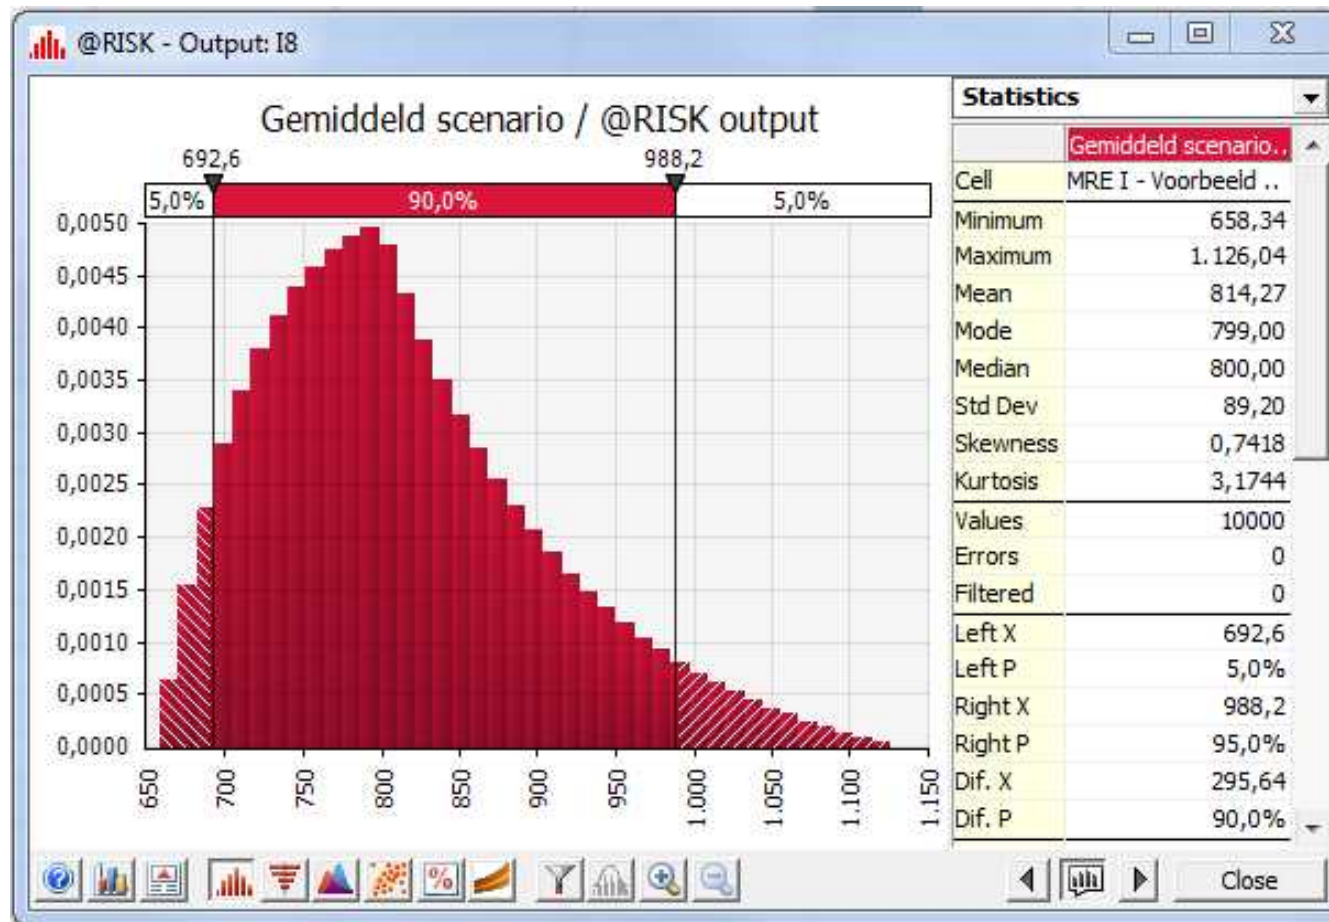 @RISK - Output: I8
Gemiddeld scenario / @RISK output
692,6 988,2
5,0% 90,0% 5,0%
0,0050
0,0045
0,0040
0,0035
0,0030
0,0025
0,0020
0,0015
0,0010
0,0005
0,0000
650 700 750 800 850 900 950 1.000 1.050 1.100 1.150
Statistics
Gemiddeld scenario..
Cell MRE I - Voorbeeld ..
Minimum 658,34
Maximum 1.126,04
Mean 814,27
Mode 799,00
Median 800,00
Std Dev 89,20
Skewness 0,7418
Kurtosis 3,1744
Values 10000
Errors 0
Filtered 0
Left X 692,6
Left P 5,0%
Right X 988,2
Right P 95,0%
Dif. X 295,64
Dif. P 90,0%
Close